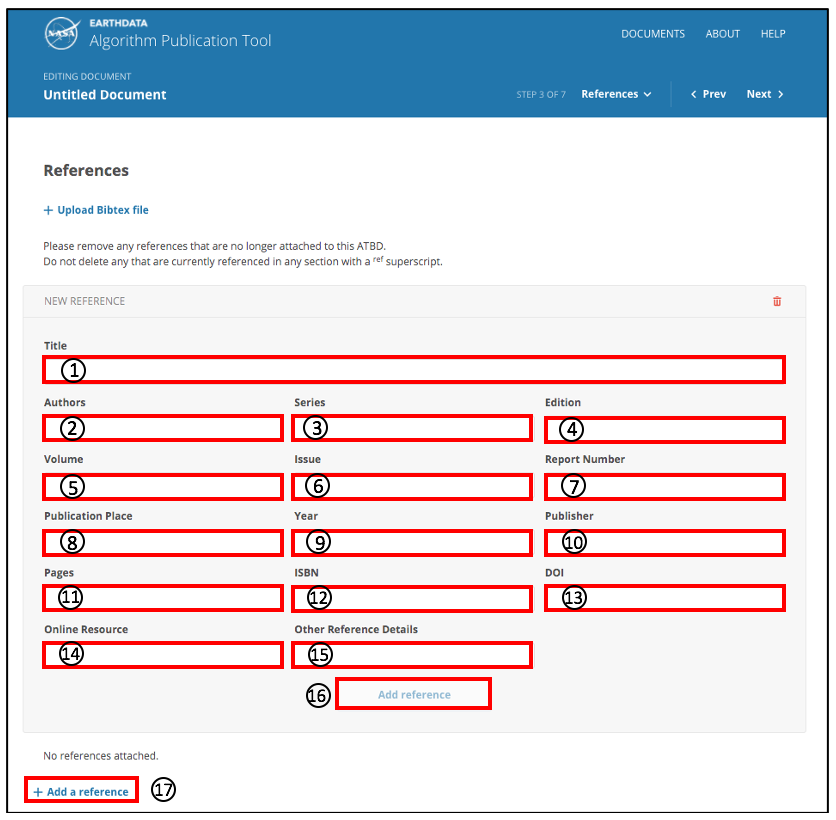 NASA
EARTHDATA
Algorithm Publication Tool
DOCUMENTS ABOUT HELP
EDITING DOCUMENT
Untitled Document
STEP 3 OF 7 References < Prev Next >
References
+ Upload Bibtex file
Please remove any references that are no longer attached to this ATBD.
Do not delete any that are currently referenced in any section with a ref superscript.
NEW REFERENCE
Title
1
Authors Series Edition
2 3 4
Volume Issue Report Number
5 6 7
Publication Place Year Publisher
8 9 10
Pages ISBN DOI
11 12 13
Online Resource Other Reference Details
14 15
16 Add reference
No references attached.
+ Add a reference 17